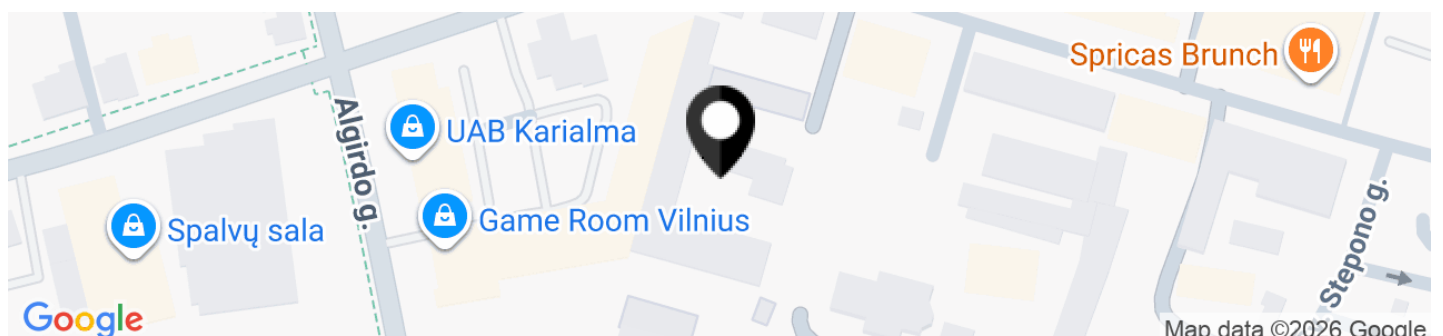 Spricas Brunch
Algirdo g.
UAB Karialma
Game Room Vilnius
Spalvų sala
Stepono g.
Google
Map data ©2026 Google